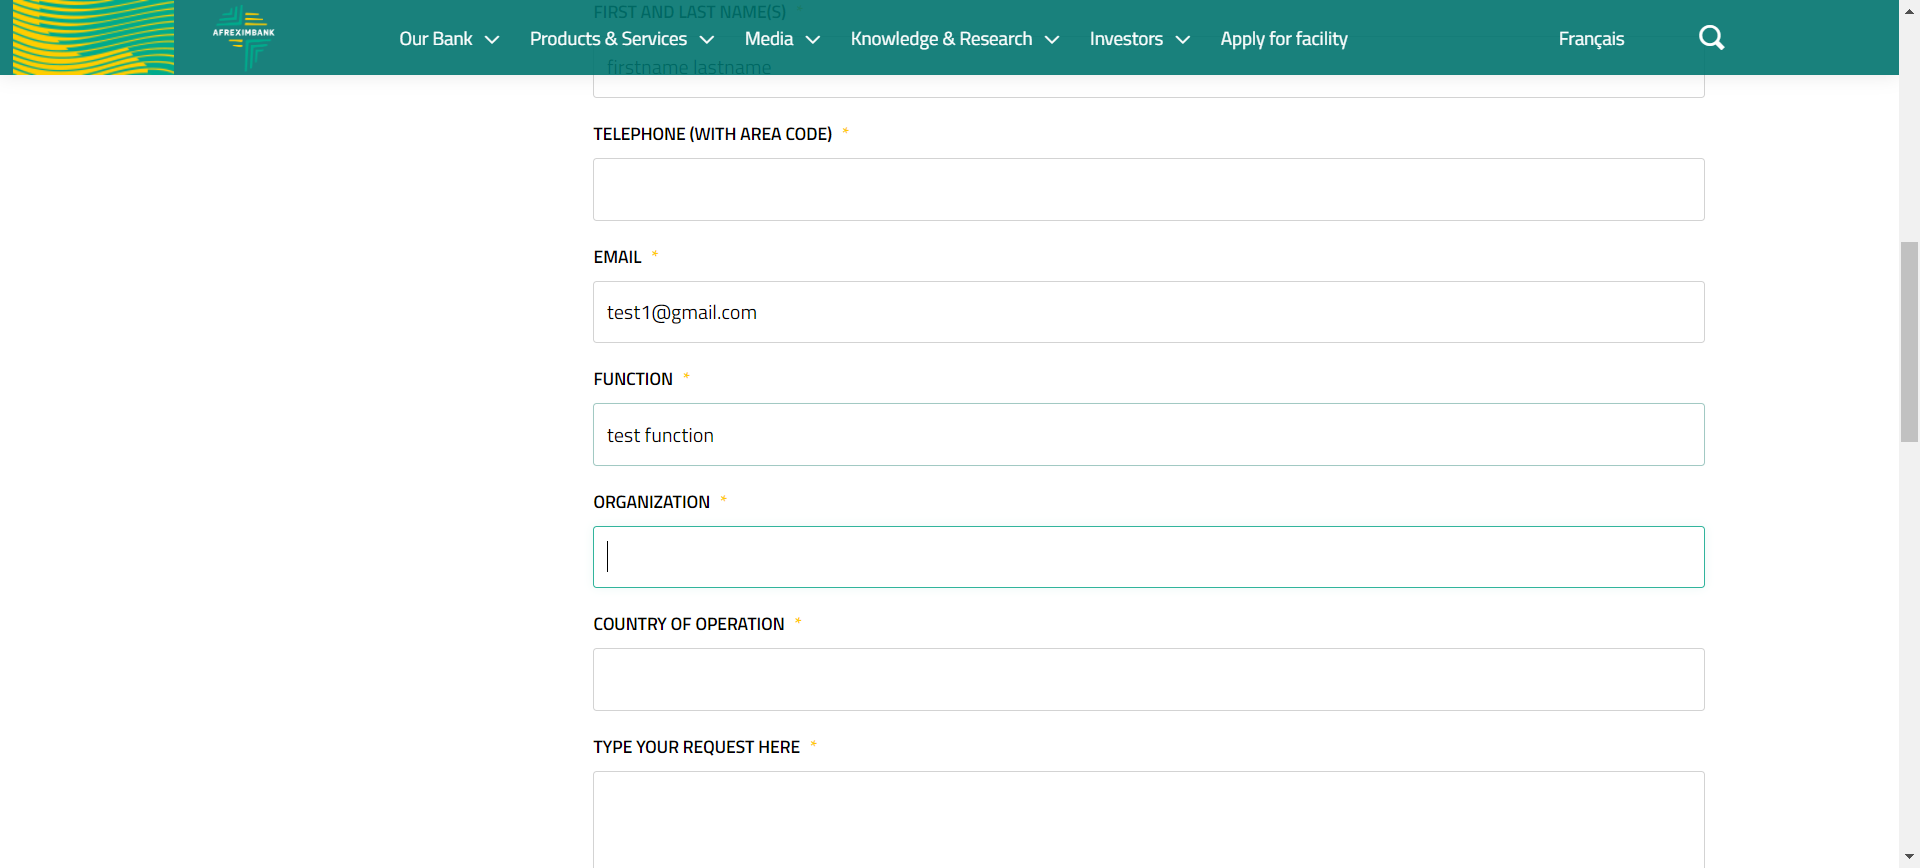 FIRST AND LAST NAME(S)
AFREXIMBANK
Our Bank Products & Services Media Knowledge & Research Investors Apply for facility Français
firstname lastname
TELEPHONE (WITH AREA CODE) *
EMAIL *
test1@gmail.com
FUNCTION *
test function
ORGANIZATION *
COUNTRY OF OPERATION *
TYPE YOUR REQUEST HERE *